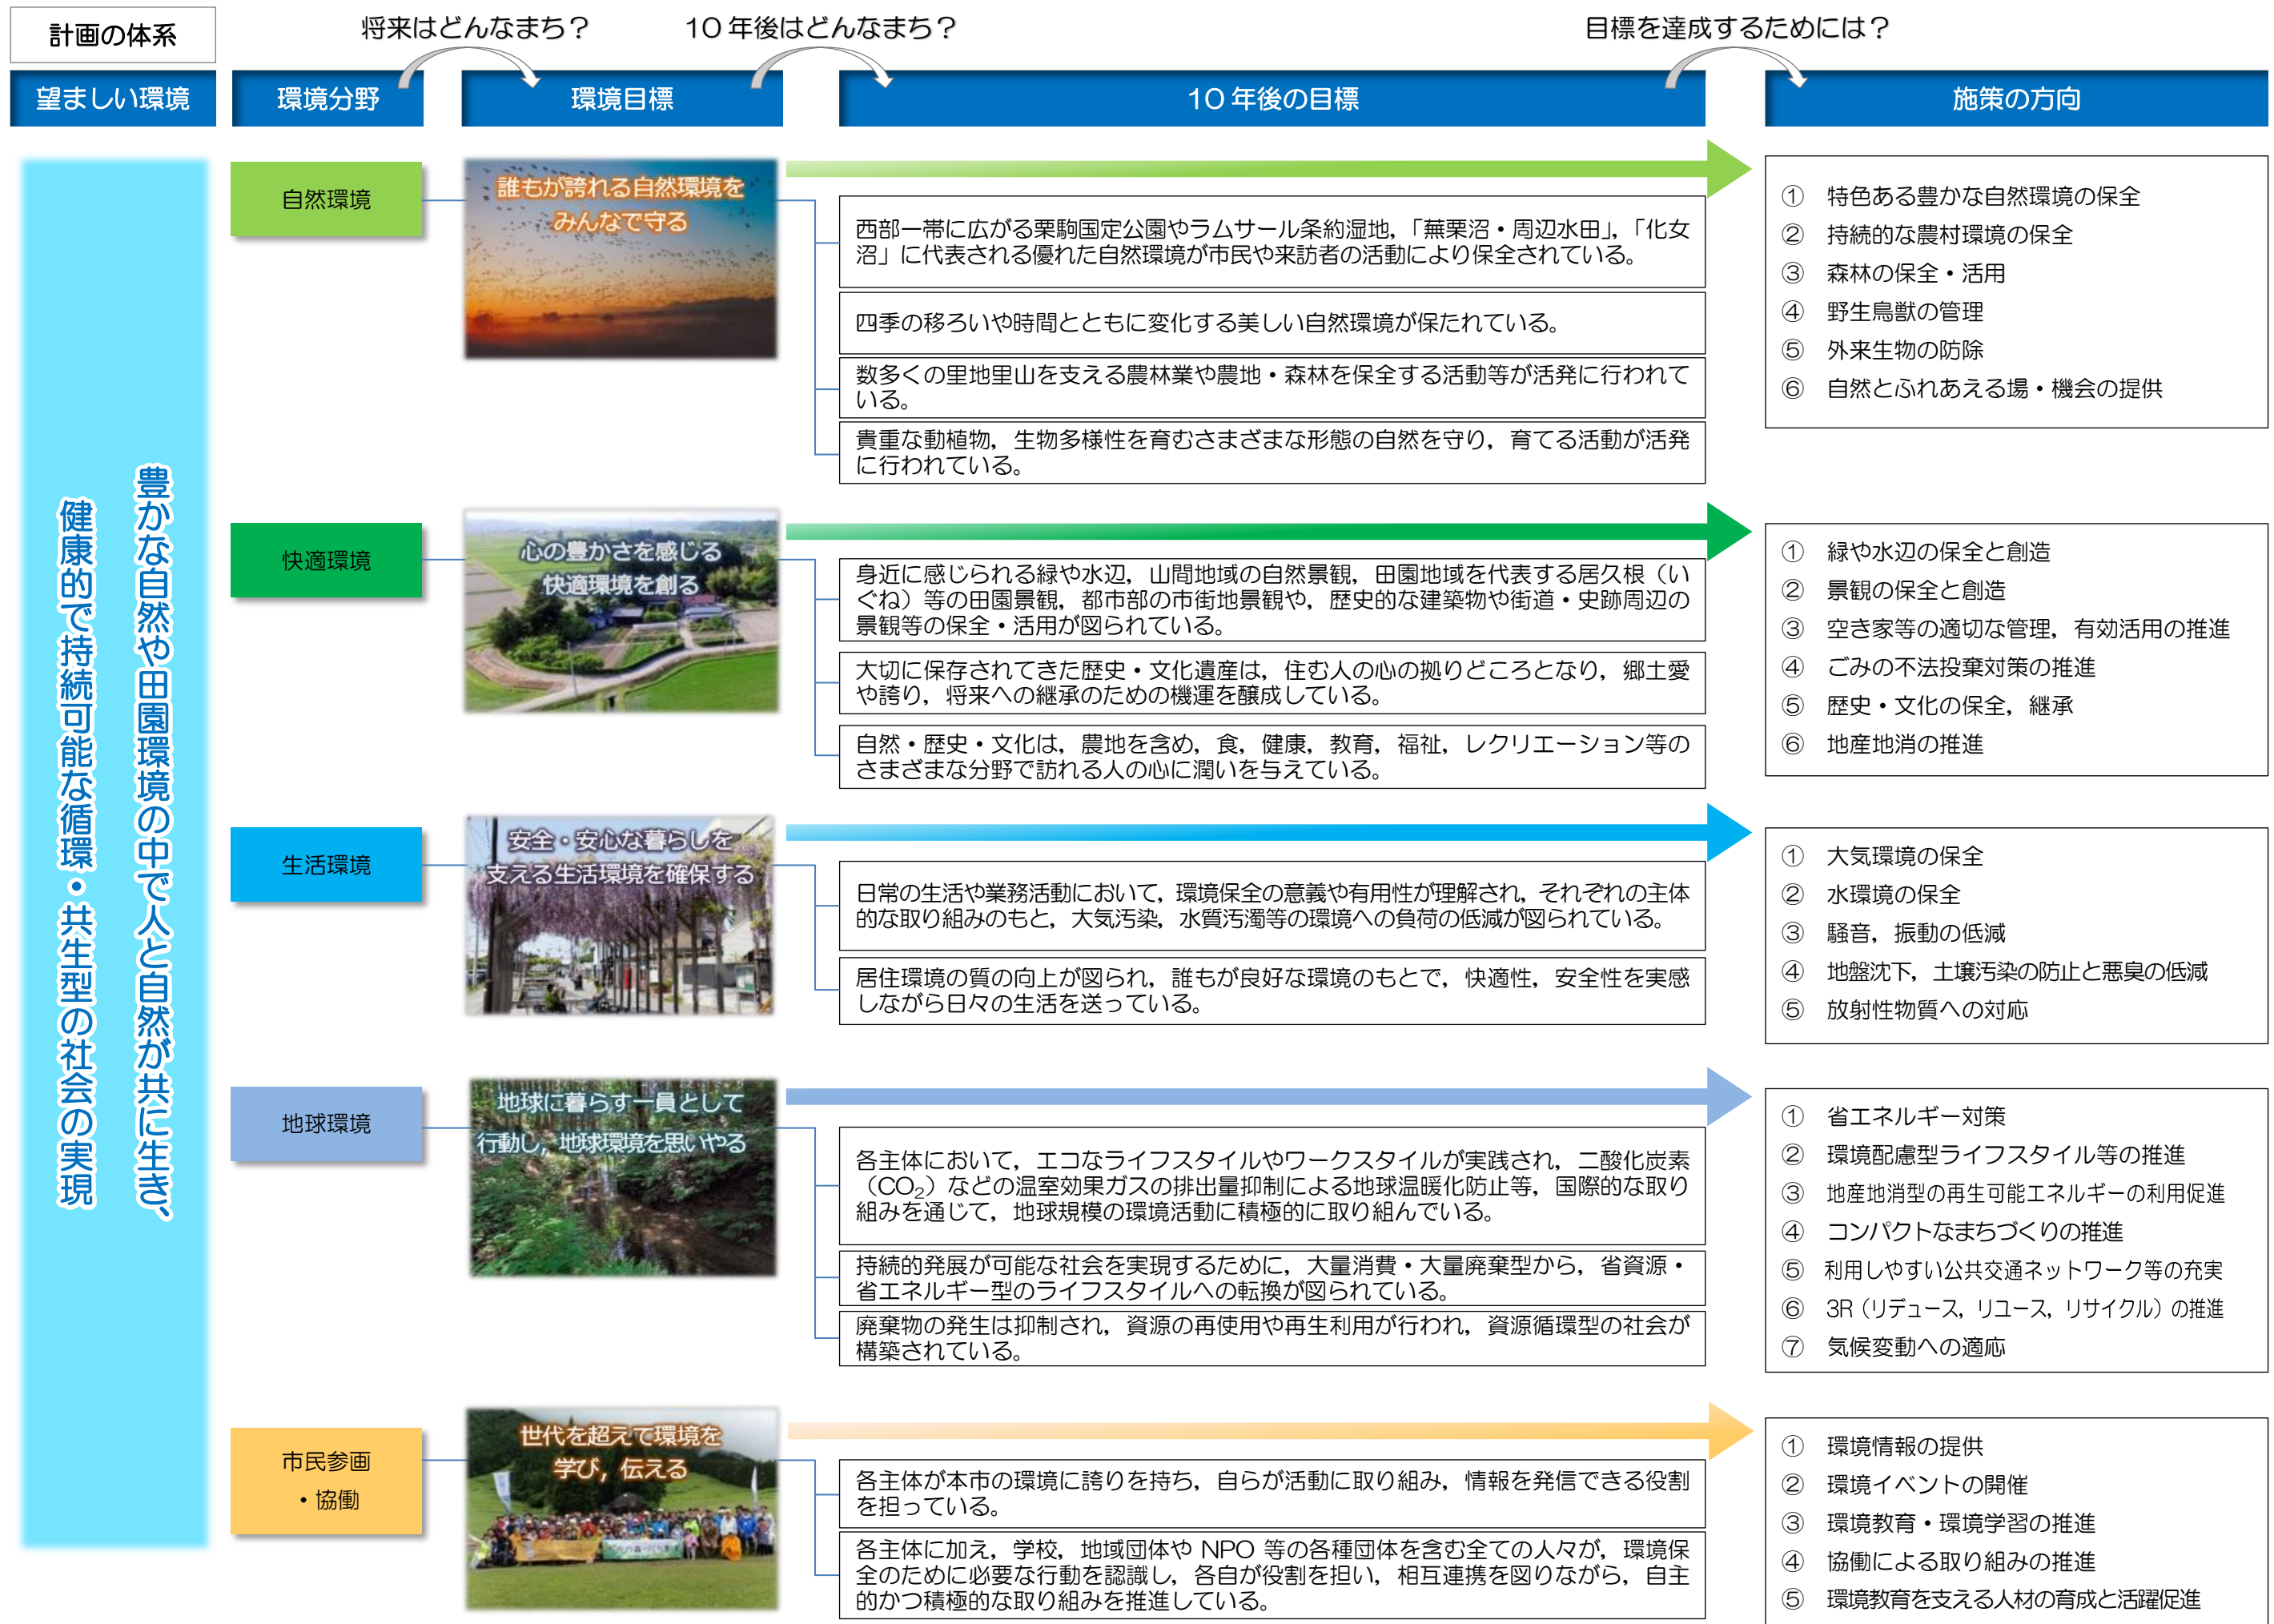 計画の体系
将来はどんなまち？
10年後はどんなまち？
目標を達成するためには？
望ましい環境
環境分野
環境目標
10年後の目標
施策の方向
豊かな自然や田園環境の中で人と自然が共に生き、
健康的で持続可能な循環・共生型の社会の実現
自然環境
誰もが誇れる自然環境を
みんなで守る
西部一帯に広がる栗駒国定公園やラムサール条約湿地，「蕪栗沼・周辺水田」，「化女
沼」に代表される優れた自然環境が市民や来訪者の活動により保全されている。
四季の移ろいや時間とともに変化する美しい自然環境が保たれている。
数多くの里地里山を支える農林業や農地・森林を保全する活動等が活発に行われて
いる。
貴重な動植物，生物多様性を育むさまざまな形態の自然を守り，育てる活動が活発
に行われている。
① 特色ある豊かな自然環境の保全
② 持続的な農村環境の保全
③ 森林の保全・活用
④ 野生鳥獣の管理
⑤ 外来生物の防除
⑥ 自然とふれあえる場・機会の提供
快適環境
心の豊かさを感じる
快適環境を創る
身近に感じられる緑や水辺，山間地域の自然景観，田園地域を代表する居久根（い
ぐね）等の田園景観，都市部の市街地景観や，歴史的な建築物や街道・史跡周辺の
景観等の保全・活用が図られている。
大切に保存されてきた歴史・文化遺産は，住む人の心の拠りどころとなり，郷土愛
や誇り，将来への継承のための機運を醸成している。
自然・歴史・文化は，農地を含め，食，健康，教育，福祉，レクリエーション等の
さまざまな分野で訪れる人の心に潤いを与えている。
① 緑や水辺の保全と創造
② 景観の保全と創造
③ 空き家等の適切な管理，有効活用の推進
④ ごみの不法投棄対策の推進
⑤ 歴史・文化の保全，継承
⑥ 地産地消の推進
生活環境
安全・安心な暮らしを
支える生活環境を確保する
日常の生活や業務活動において，環境保全の意義や有用性が理解され，それぞれの主体
的な取り組みのもと，大気汚染，水質汚濁等の環境への負荷の低減が図られている。
居住環境の質の向上が図られ，誰もが良好な環境のもとで，快適性，安全性を実感
しながら日々の生活を送っている。
① 大気環境の保全
② 水環境の保全
③ 騒音，振動の低減
④ 地盤沈下，土壌汚染の防止と悪臭の低減
⑤ 放射性物質への対応
地球環境
地球に暮らす一員として
行動し，地球環境を思いやる
各主体において，エコなライフスタイルやワークスタイルが実践され，二酸化炭素
（CO₂）などの温室効果ガスの排出量抑制による地球温暖化防止等，国際的な取り
組みを通じて，地球規模の環境活動に積極的に取り組んでいる。
持続的発展が可能な社会を実現するために，大量消費・大量廃棄型から，省資源・
省エネルギー型のライフスタイルへの転換が図られている。
廃棄物の発生は抑制され，資源の再使用や再生利用が行われ，資源循環型の社会が
構築されている。
① 省エネルギー対策
② 環境配慮型ライフスタイル等の推進
③ 地産地消型の再生可能エネルギーの利用促進
④ コンパクトなまちづくりの推進
⑤ 利用しやすい公共交通ネットワーク等の充実
⑥ 3R（リデュース，リユース，リサイクル）の推進
⑦ 気候変動への適応
市民参画
・協働
世代を超えて環境を
学び，伝える
各主体が本市の環境に誇りを持ち，自らが活動に取り組み，情報を発信できる役割
を担っている。
各主体に加え，学校，地域団体や NPO 等の各種団体を含む全ての人々が，環境保
全のために必要な行動を認識し，各自が役割を担い，相互連携を図りながら，自主
的かつ積極的な取り組みを推進している。
① 環境情報の提供
② 環境イベントの開催
③ 環境教育・環境学習の推進
④ 協働による取り組みの推進
⑤ 環境教育を支える人材の育成と活躍促進